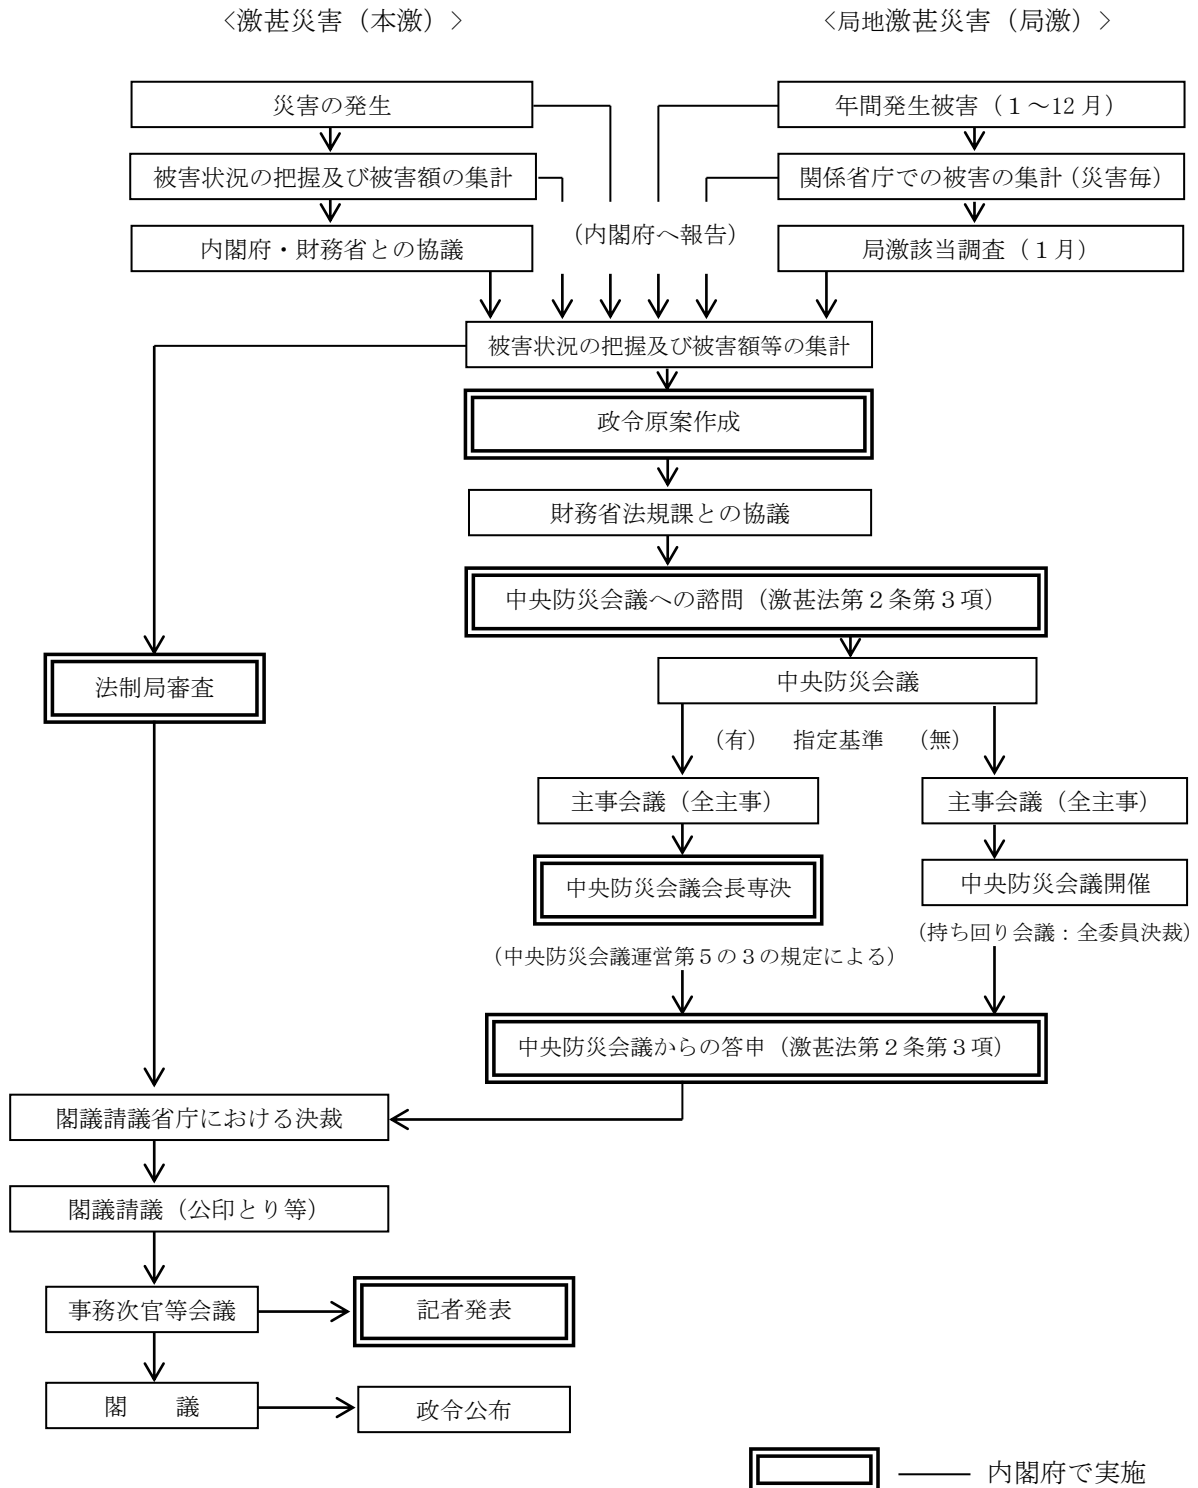 <激甚災害（本激）>
<局地激甚災害（局激）>
災害の発生
年間発生被害（１～12月）
被害状況の把握及び被害額の集計
関係省庁での被害の集計（災害毎）
（内閣府へ報告）
内閣府・財務省との協議
局激該当調査（１月）
被害状況の把握及び被害額等の集計
政令原案作成
財務省法規課との協議
中央防災会議への諮問（激甚法第２条第３項）
法制局審査
中央防災会議
（有）　指定基準　（無）
主事会議（全主事）
主事会議（全主事）
中央防災会議会長専決
中央防災会議開催
（持ち回り会議：全委員決裁）
（中央防災会議運営第５の３の規定による）
中央防災会議からの答申（激甚法第２条第３項）
閣議請議省庁における決裁
閣議請議（公印とり等）
事務次官等会議
記者発表
閣　　議
政令公布
内閣府で実施